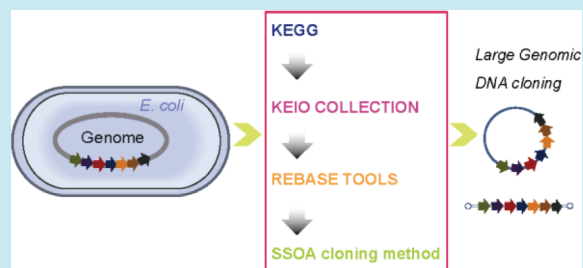 E. coli
Genome
KEGG
KEIO COLLECTION
REBASE TOOLS
SSOA cloning method
Large Genomic
DNA cloning